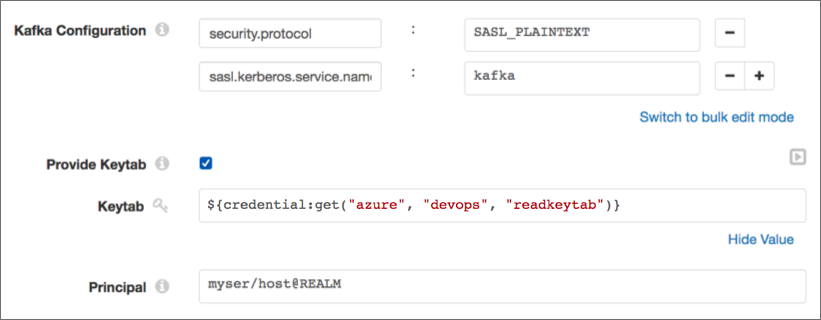 Kafka Configuration security.protocol : SASL_PLAINTEXT
sasl.kerberos.service.name : kafka
Switch to bulk edit mode
Provide Keytab
Keytab ${credential:get("azure", "devops", "readkeytab")}
Hide Value
Principal myser/host@REALM